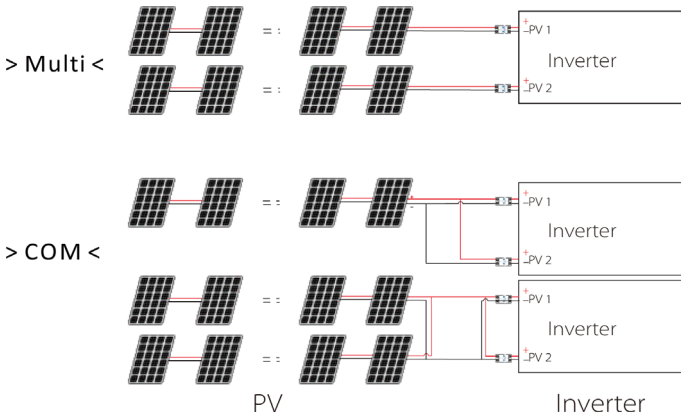 +
–PV 1
> Multi <
Inverter
+
–PV 2
+
–PV 1
Inverter
> COM <
+
–PV 2
+
–PV 1
Inverter
+
–PV 2
PV
Inverter